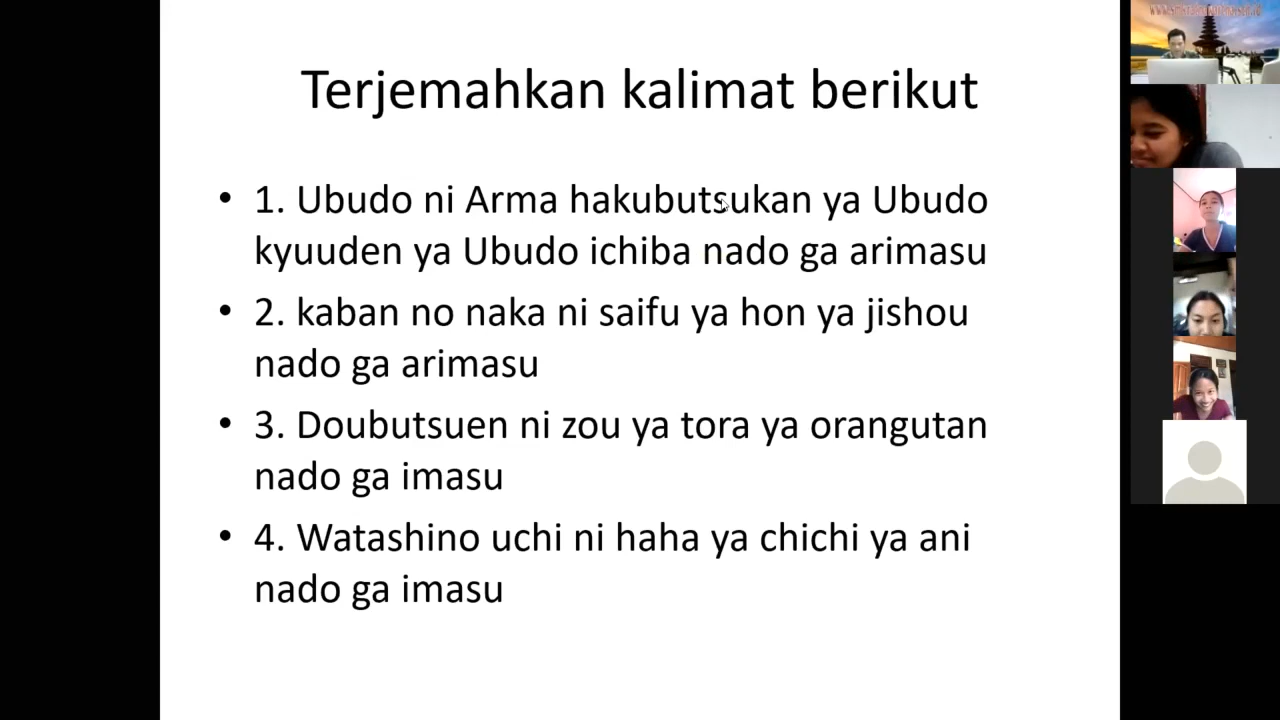 Terjemahkan kalimat berikut
• 1. Ubudo ni Arma hakubutsukan ya Ubudo
kyuuden ya Ubudo ichiba nado ga arimasu
• 2. kaban no naka ni saifu ya hon ya jishou
nado ga arimasu
• 3. Doubutsuen ni zou ya tora ya orangutan
nado ga imasu
• 4. Watashino uchi ni haha ya chichi ya ani
nado ga imasu